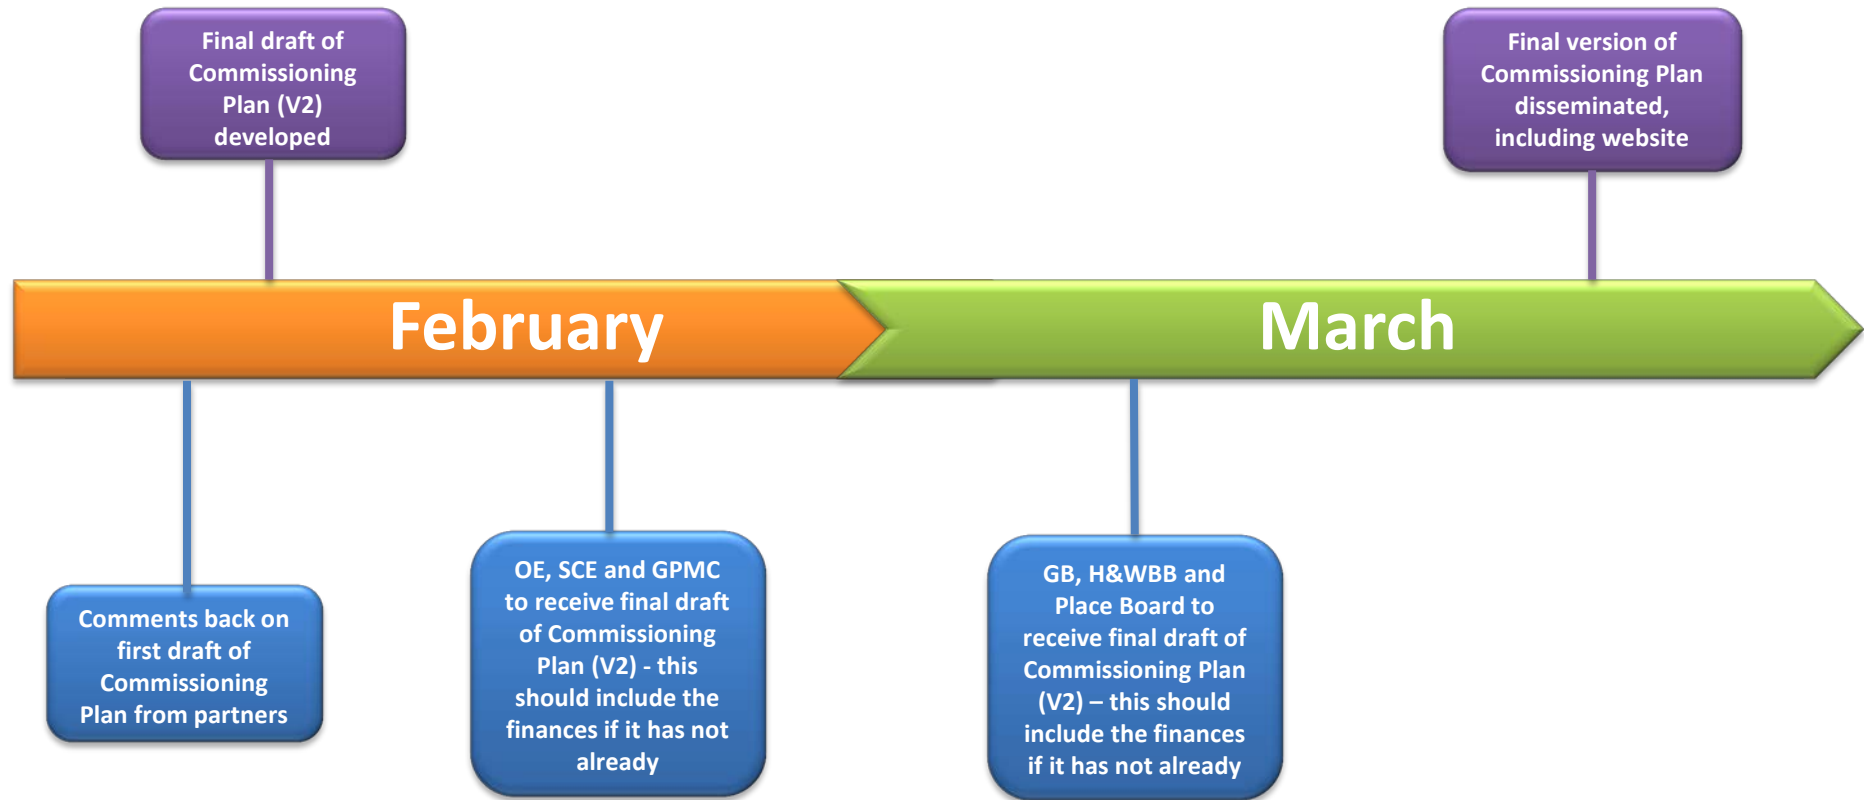 Final draft of
Commissioning
Plan (V2)
developed
Final version of
Commissioning Plan
disseminated,
including website
February
March
Comments back on
first draft of
Commissioning
Plan from partners
OE, SCE and GPMC
to receive final draft
of Commissioning
Plan (V2) - this
should include the
finances if it has not
already
GB, H&WBB and
Place Board to
receive final draft of
Commissioning Plan
(V2) – this should
include the finances
if it has not already